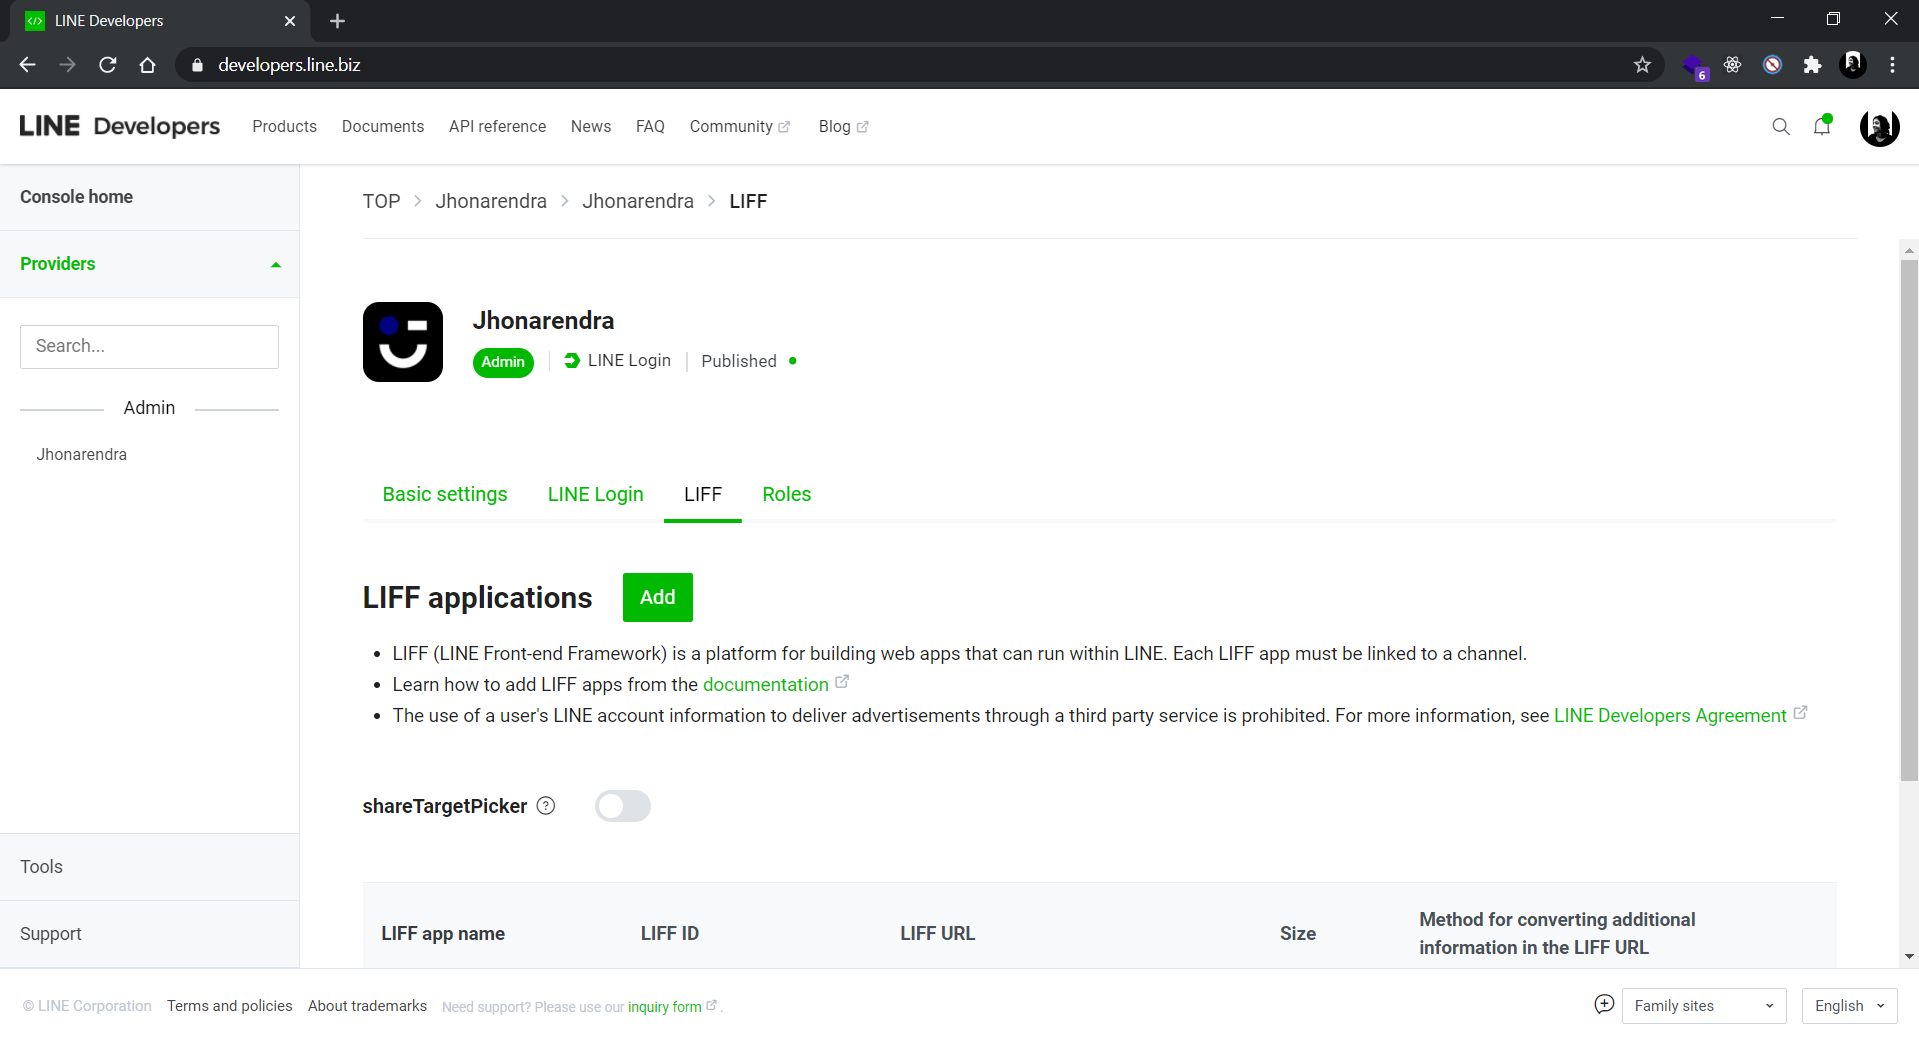 LINE Developers
developers.line.biz
6
LINE Developers Products Documents API reference News FAQ Community Blog
Console home
Providers
Search...
Admin
Jhonarendra
Tools
Support
TOP > Jhonarendra > Jhonarendra > LIFF
Jhonarendra
Admin LINE Login Published
Basic settings LINE Login LIFF Roles
LIFF applications Add
• LIFF (LINE Front-end Framework) is a platform for building web apps that can run within LINE. Each LIFF app must be linked to a channel.
• Learn how to add LIFF apps from the documentation
• The use of a user's LINE account information to deliver advertisements through a third party service is prohibited. For more information, see LINE Developers Agreement
shareTargetPicker ?
LIFF app name LIFF ID LIFF URL Size Method for converting additional
information in the LIFF URL
© LINE Corporation Terms and policies About trademarks Need support? Please use our inquiry form . Family sites English